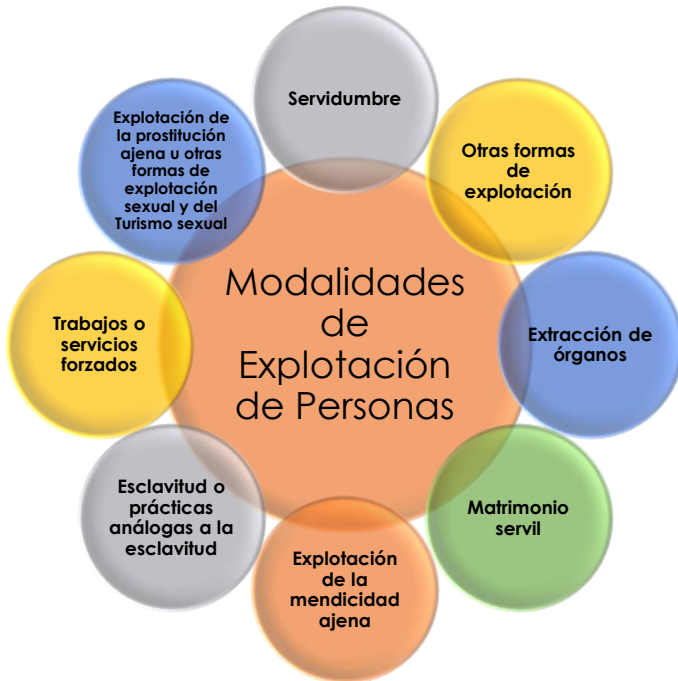 Servidumbre
Otras formas
de
explotación
Extracción de
órganos
Matrimonio
servil
Explotación
de la
mendicidad
ajena
Esclavitud o
prácticas
análogas a la
esclavitud
Trabajos o
servicios
forzados
Explotación de
la prostitución
ajena u otras
formas de
explotación
sexual y del
Turismo sexual
Modalidades
de
Explotación
de Personas